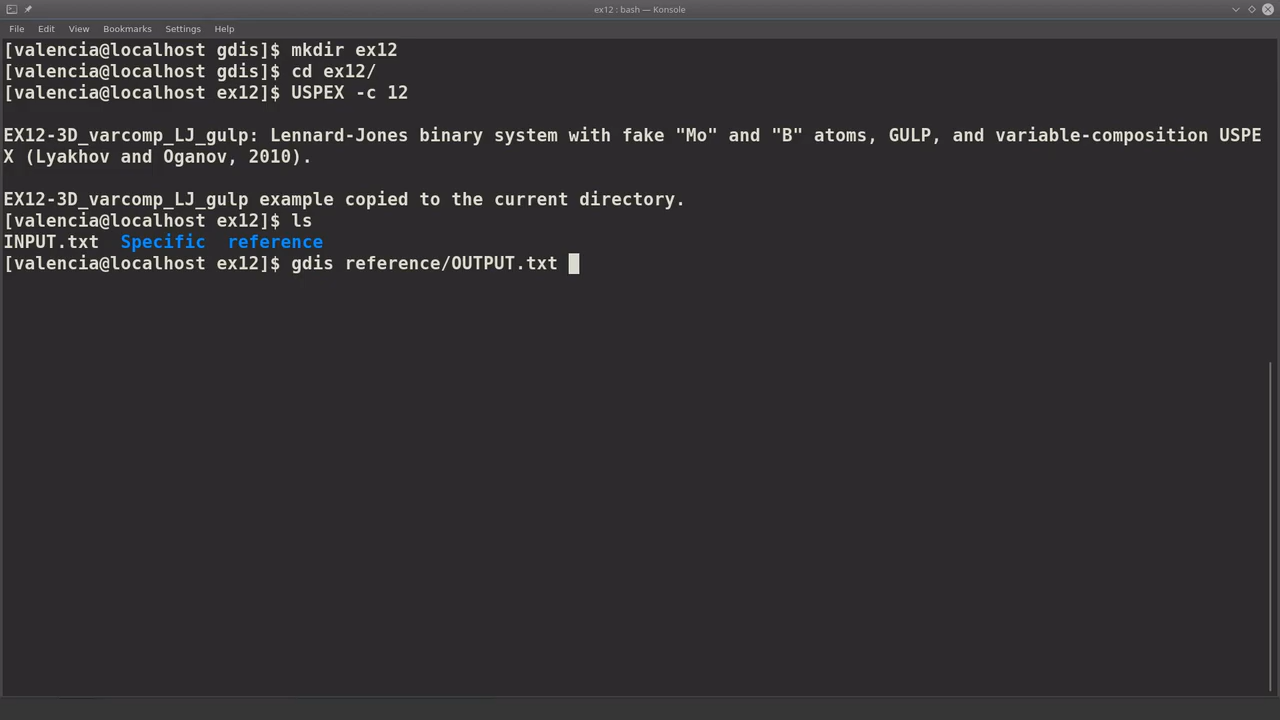 ex12 : bash — Konsole
File Edit View Bookmarks Settings Help
[valencia@localhost gdis]$ mkdir ex12
[valencia@localhost gdis]$ cd ex12/
[valencia@localhost ex12]$ USPEX -c 12
EX12-3D_varcomp_LJ_gulp: Lennard-Jones binary system with fake "Mo" and "B" atoms, GULP, and variable-composition USPE
X (Lyakhov and Oganov, 2010).
EX12-3D_varcomp_LJ_gulp example copied to the current directory.
[valencia@localhost ex12]$ ls
INPUT.txt  Specific  reference
[valencia@localhost ex12]$ gdis reference/OUTPUT.txt